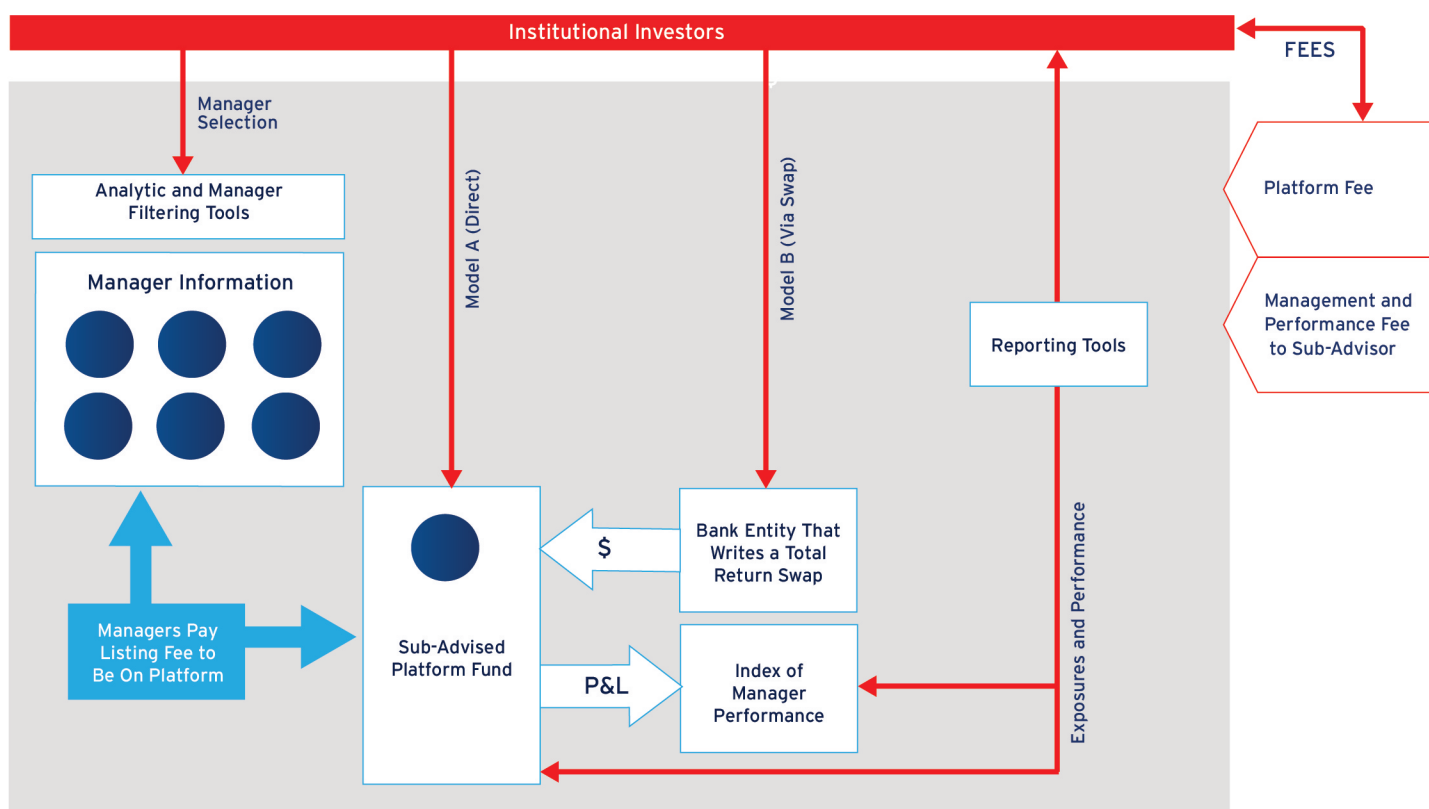 Institutional Investors
FEES
Manager
Selection
Analytic and Manager
Filtering Tools
Manager Information
Model A (Direct)
Model B (Via Swap)
Platform Fee
Management and
Performance Fee
to Sub-Advisor
Reporting Tools
Exposures and Performance
Bank Entity That
Writes a Total
Return Swap
$
Managers Pay
Listing Fee to
Be On Platform
Sub-Advised
Platform Fund
P&L
Index of
Manager
Performance